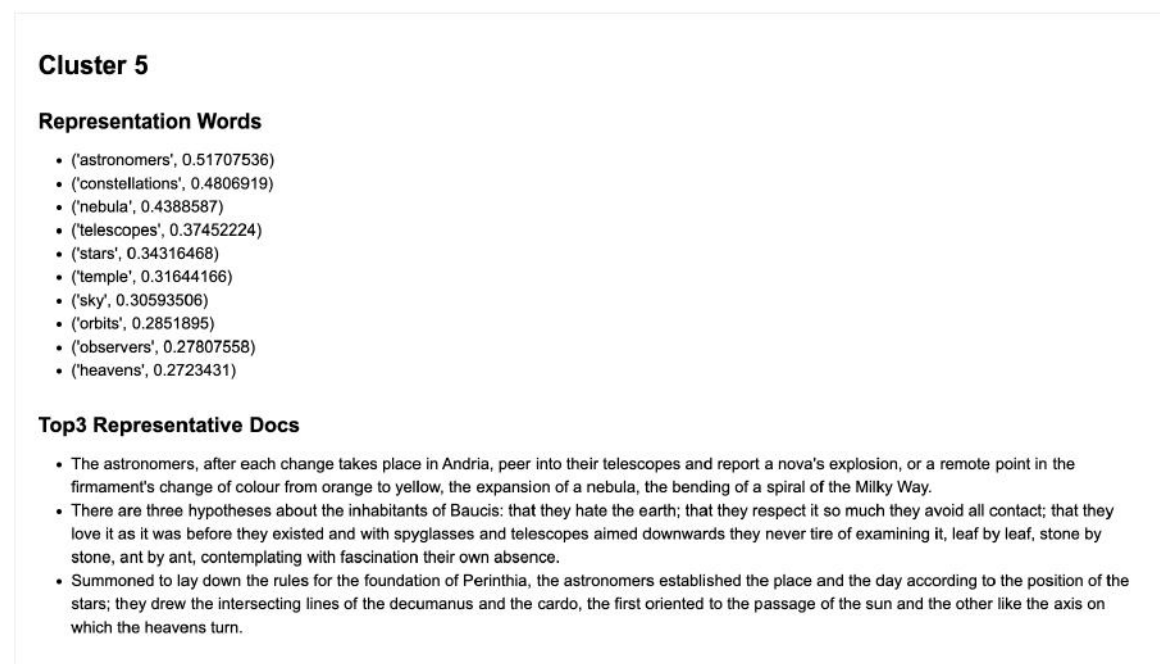 Cluster 5
Representation Words
• ('astronomers', 0.51707536)
• ('constellations', 0.4806919)
• ('nebula', 0.4388587)
• ('telescopes', 0.37452224)
• ('stars', 0.34316468)
• ('temple', 0.31644166)
• ('sky', 0.30593506)
• ('orbits', 0.2851895)
• ('observers', 0.27807558)
• ('heavens', 0.2723431)
Top3 Representative Docs
• The astronomers, after each change takes place in Andria, peer into their telescopes and report a nova's explosion, or a remote point in the
firmament's change of colour from orange to yellow, the expansion of a nebula, the bending of a spiral of the Milky Way.
• There are three hypotheses about the inhabitants of Baucis: that they hate the earth; that they respect it so much they avoid all contact; that they
love it as it was before they existed and with spyglasses and telescopes aimed downwards they never tire of examining it, leaf by leaf, stone by
stone, ant by ant, contemplating with fascination their own absence.
• Summoned to lay down the rules for the foundation of Perinthia, the astronomers established the place and the day according to the position of the
stars; they drew the intersecting lines of the decumanus and the cardo, the first oriented to the passage of the sun and the other like the axis on
which the heavens turn.